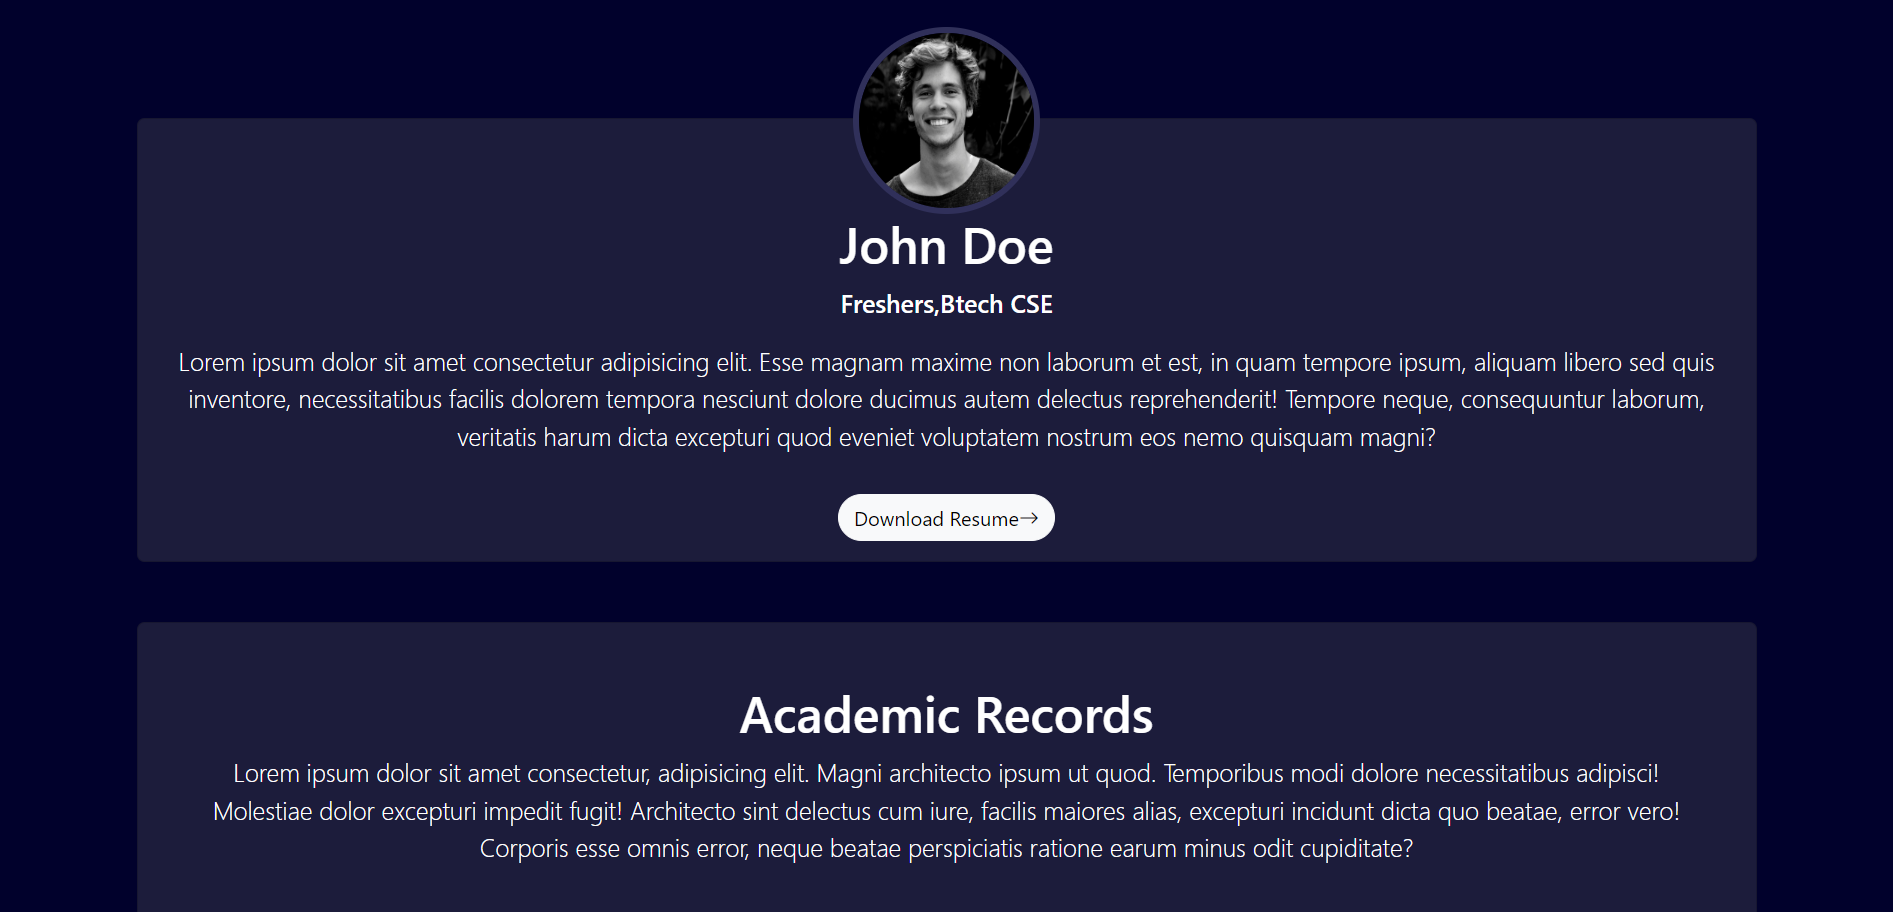 John Doe
Freshers,Btech CSE
Lorem ipsum dolor sit amet consectetur adipisicing elit. Esse magnam maxime non laborum et est, in quam tempore ipsum, aliquam libero sed quis
inventore, necessitatibus facilis dolorem tempora nesciunt dolore ducimus autem delectus reprehenderit! Tempore neque, consequuntur laborum,
veritatis harum dicta excepturi quod eveniet voluptatem nostrum eos nemo quisquam magni?
Download Resume→
Academic Records
Lorem ipsum dolor sit amet consectetur, adipisicing elit. Magni architecto ipsum ut quod. Temporibus modi dolore necessitatibus adipisci!
Molestiae dolor excepturi impedit fugit! Architecto sint delectus cum iure, facilis maiores alias, excepturi incidunt dicta quo beatae, error vero!
Corporis esse omnis error, neque beatae perspiciatis ratione earum minus odit cupiditate?